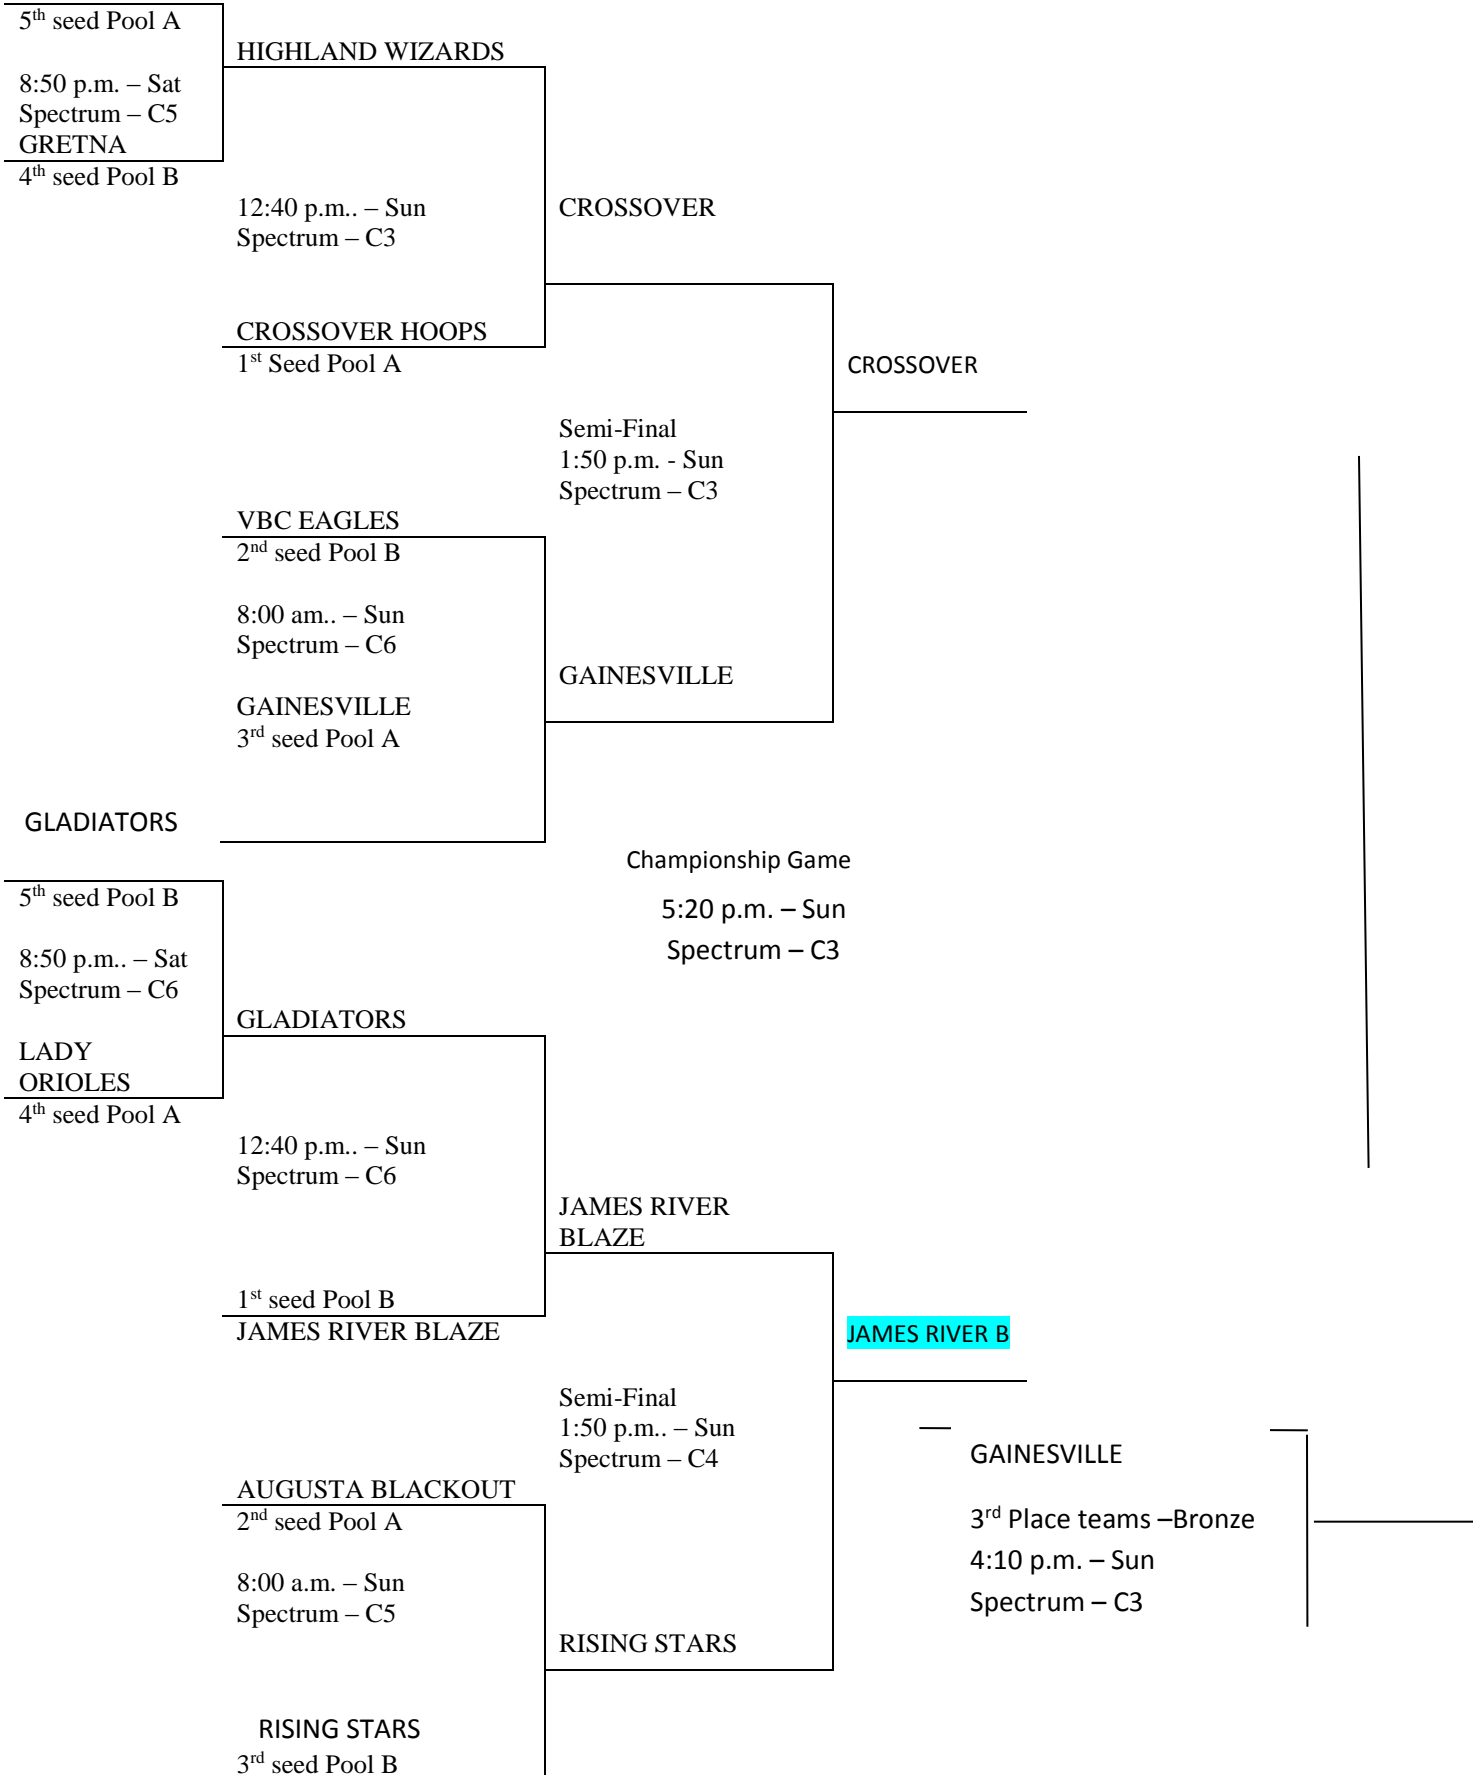 5th seed Pool A
8:50 p.m. – Sat
Spectrum – C5
GRETNA
4th seed Pool B
HIGHLAND WIZARDS
12:40 p.m.. – Sun
Spectrum – C3
CROSSOVER HOOPS
1st Seed Pool A
CROSSOVER
CROSSOVER
Semi-Final
1:50 p.m. - Sun
Spectrum – C3
VBC EAGLES
2nd seed Pool B
8:00 am.. – Sun
Spectrum – C6
GAINESVILLE
3rd seed Pool A
GAINESVILLE
Championship Game
5:20 p.m. – Sun
Spectrum – C3
GLADIATORS
5th seed Pool B
8:50 p.m.. – Sat
Spectrum – C6
LADY
ORIOLES
4th seed Pool A
GLADIATORS
12:40 p.m.. – Sun
Spectrum – C6
1st seed Pool B
JAMES RIVER BLAZE
JAMES RIVER
BLAZE
JAMES RIVER B
Semi-Final
1:50 p.m.. – Sun
Spectrum – C4
AUGUSTA BLACKOUT
2nd seed Pool A
8:00 a.m. – Sun
Spectrum – C5
RISING STARS
3rd seed Pool B
RISING STARS
GAINESVILLE
3rd Place teams –Bronze
4:10 p.m. – Sun
Spectrum – C3